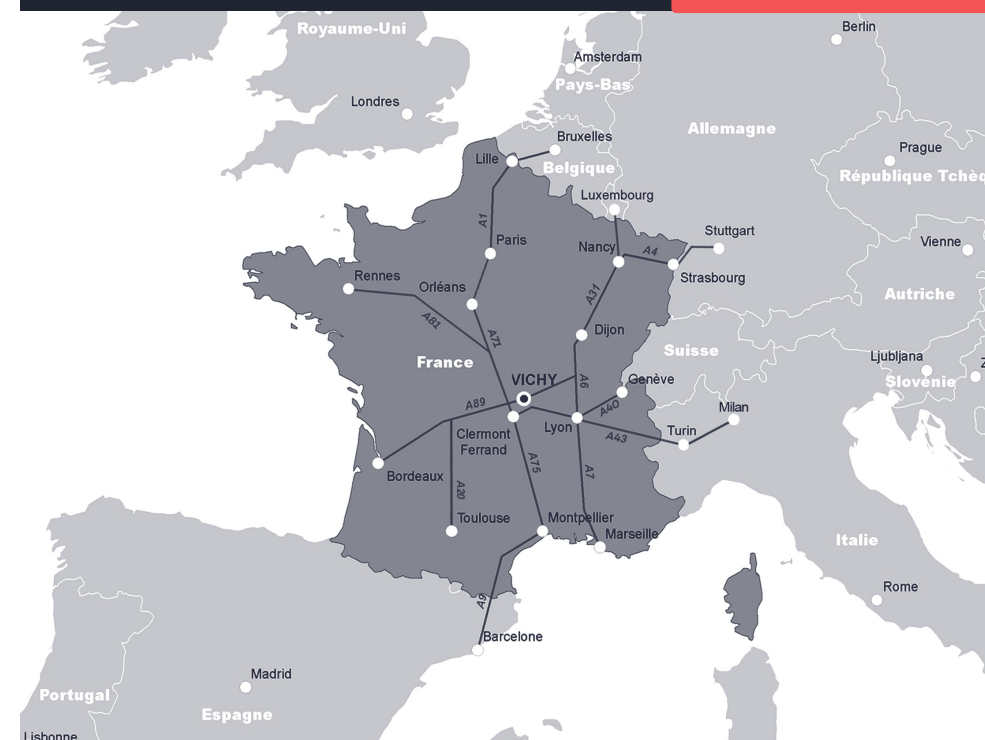 Royaume-Uni
Berlin
Amsterdam
Pays-Bas
Londres
Allemagne
Bruxelles
Prague
Lille
Belgique
République Tchèq
Luxembourg
A1
Stuttgart
Paris
Nancy
A4
Vienne
Rennes
Strasbourg
Orléans
A31
Autriche
A81
Dijon
A71
Suisse
Ljubljana
France
Z
VICHY
A6
Genève
Slovénie
A89
A40
Milan
Clermont
Ferrand
Lyon
A43
Turin
A75
A7
Bordeaux
A20
Toulouse
Montpellier
Marseille
Italie
A9
Rome
Barcelone
Madrid
Portugal
Espagne
Lisbonne